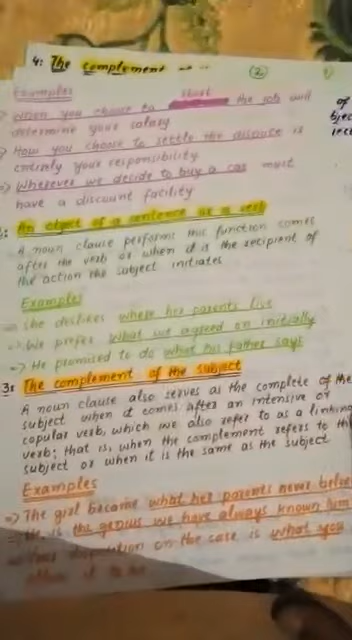 4: The complement
2
Examples
start
When you choose to the job will
determine your salary
How you choose to settle the dispute is
entirely your responsibility
=> Wherever we decide to buy a car must
have a discount facility
: An object of a sentence or a verb
A noun clause performs this function comes
after the verb or when it is the recipient of
the action the subject initiates
Examples
=> She dislikes where her parents live
=> We prefer what we agreed on initially
=> He promised to do what his father says
3: The complement of the subject
A noun clause also serves as the complete of the
subject when it comes after an intensive or
copular verb, which we also refer to as a linking
verb; that is, when the complement refers to th
subject or when it is the same as the subject
Examples
=> The girl became what her parents never belie
=> is the genius we have always known him
on the case is what you